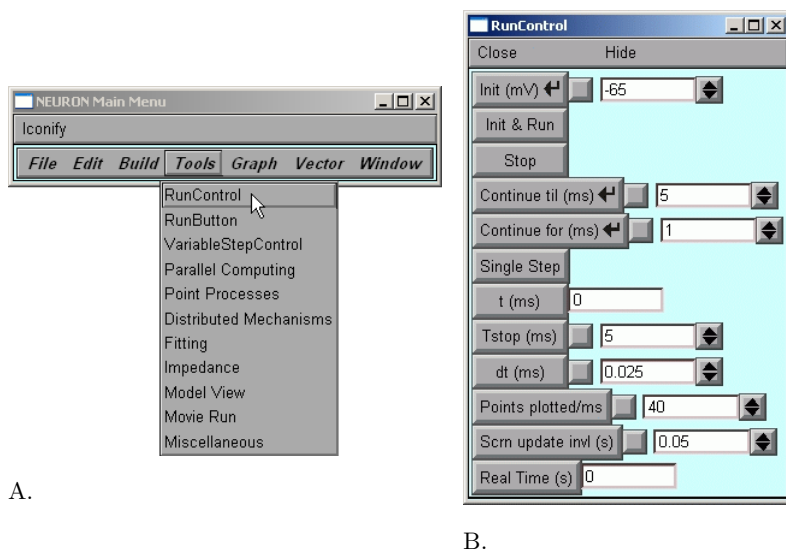 NEURON Main Menu
Iconify
File Edit Build Tools Graph Vector Window
RunControl
RunButton
VariableStepControl
Parallel Computing
Point Processes
Distributed Mechanisms
Fitting
Impedance
Model View
Movie Run
Miscellaneous
A.
RunControl
Close Hide
Init (mV) -65
Init & Run
Stop
Continue til (ms) 5
Continue for (ms) 1
Single Step
t (ms) 0
Tstop (ms) 5
dt (ms) 0.025
Points plotted/ms 40
Scrn update invl (s) 0.05
Real Time (s) 0
B.